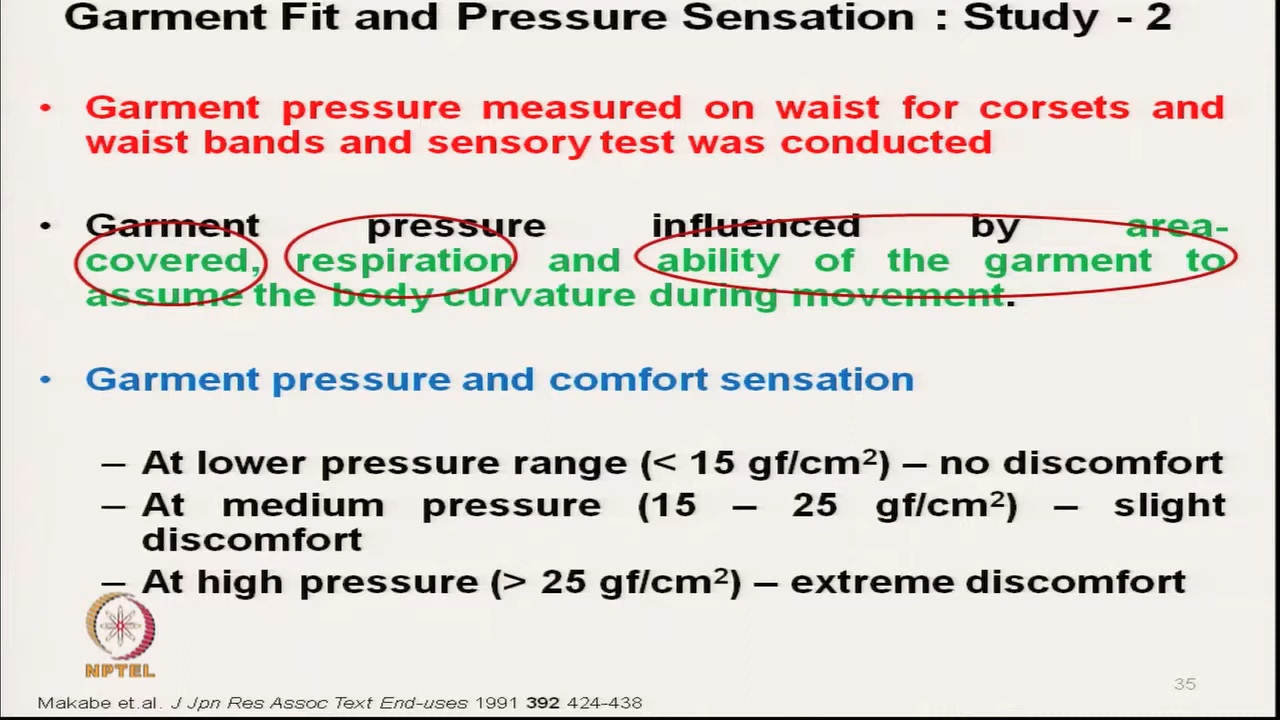 Garment Fit and Pressure Sensation : Study - 2
• Garment pressure measured on waist for corsets and
waist bands and sensory test was conducted
• Garment pressure influenced by area-
covered, respiration and ability of the garment to
assume the body curvature during movement.
• Garment pressure and comfort sensation
– At lower pressure range (< 15 gf/cm²) – no discomfort
– At medium pressure (15 – 25 gf/cm²) – slight
discomfort
– At high pressure (> 25 gf/cm²) – extreme discomfort
NPTEL
35
Makabe et.al. J Jpn Res Assoc Text End-uses 1991 392 424-438